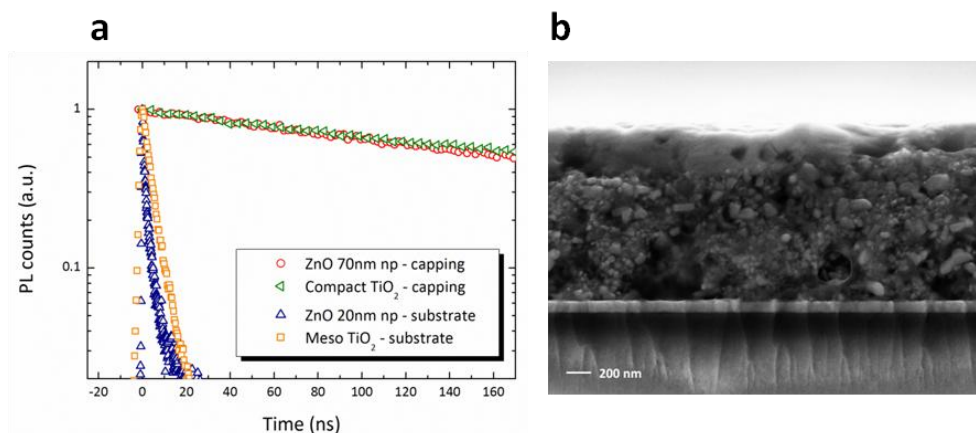 a
b
PL counts (a.u.)
1
0.1
ZnO 70nm np - capping
Compact TiO₂ - capping
ZnO 20nm np - substrate
Meso TiO₂ - substrate
-20 0 20 40 60 80 100 120 140 160
Time (ns)
200 nm